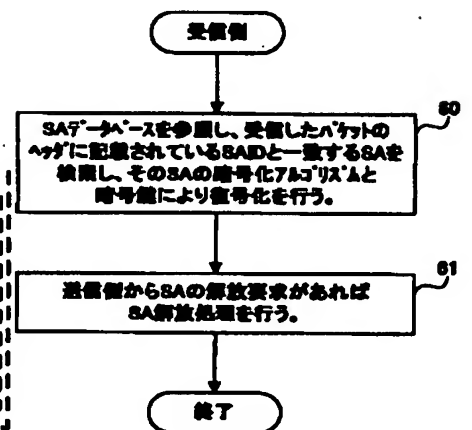 受信側
60
SAデータベースを参照し、受信したパケットの
ヘッダに記載されているSAIDと一致するSAを
検索し、そのSAの暗号化アルゴリズムと
暗号鍵により復号化を行う。
61
送信側からSAの解放要求があれば
SA解放処理を行う。
終了